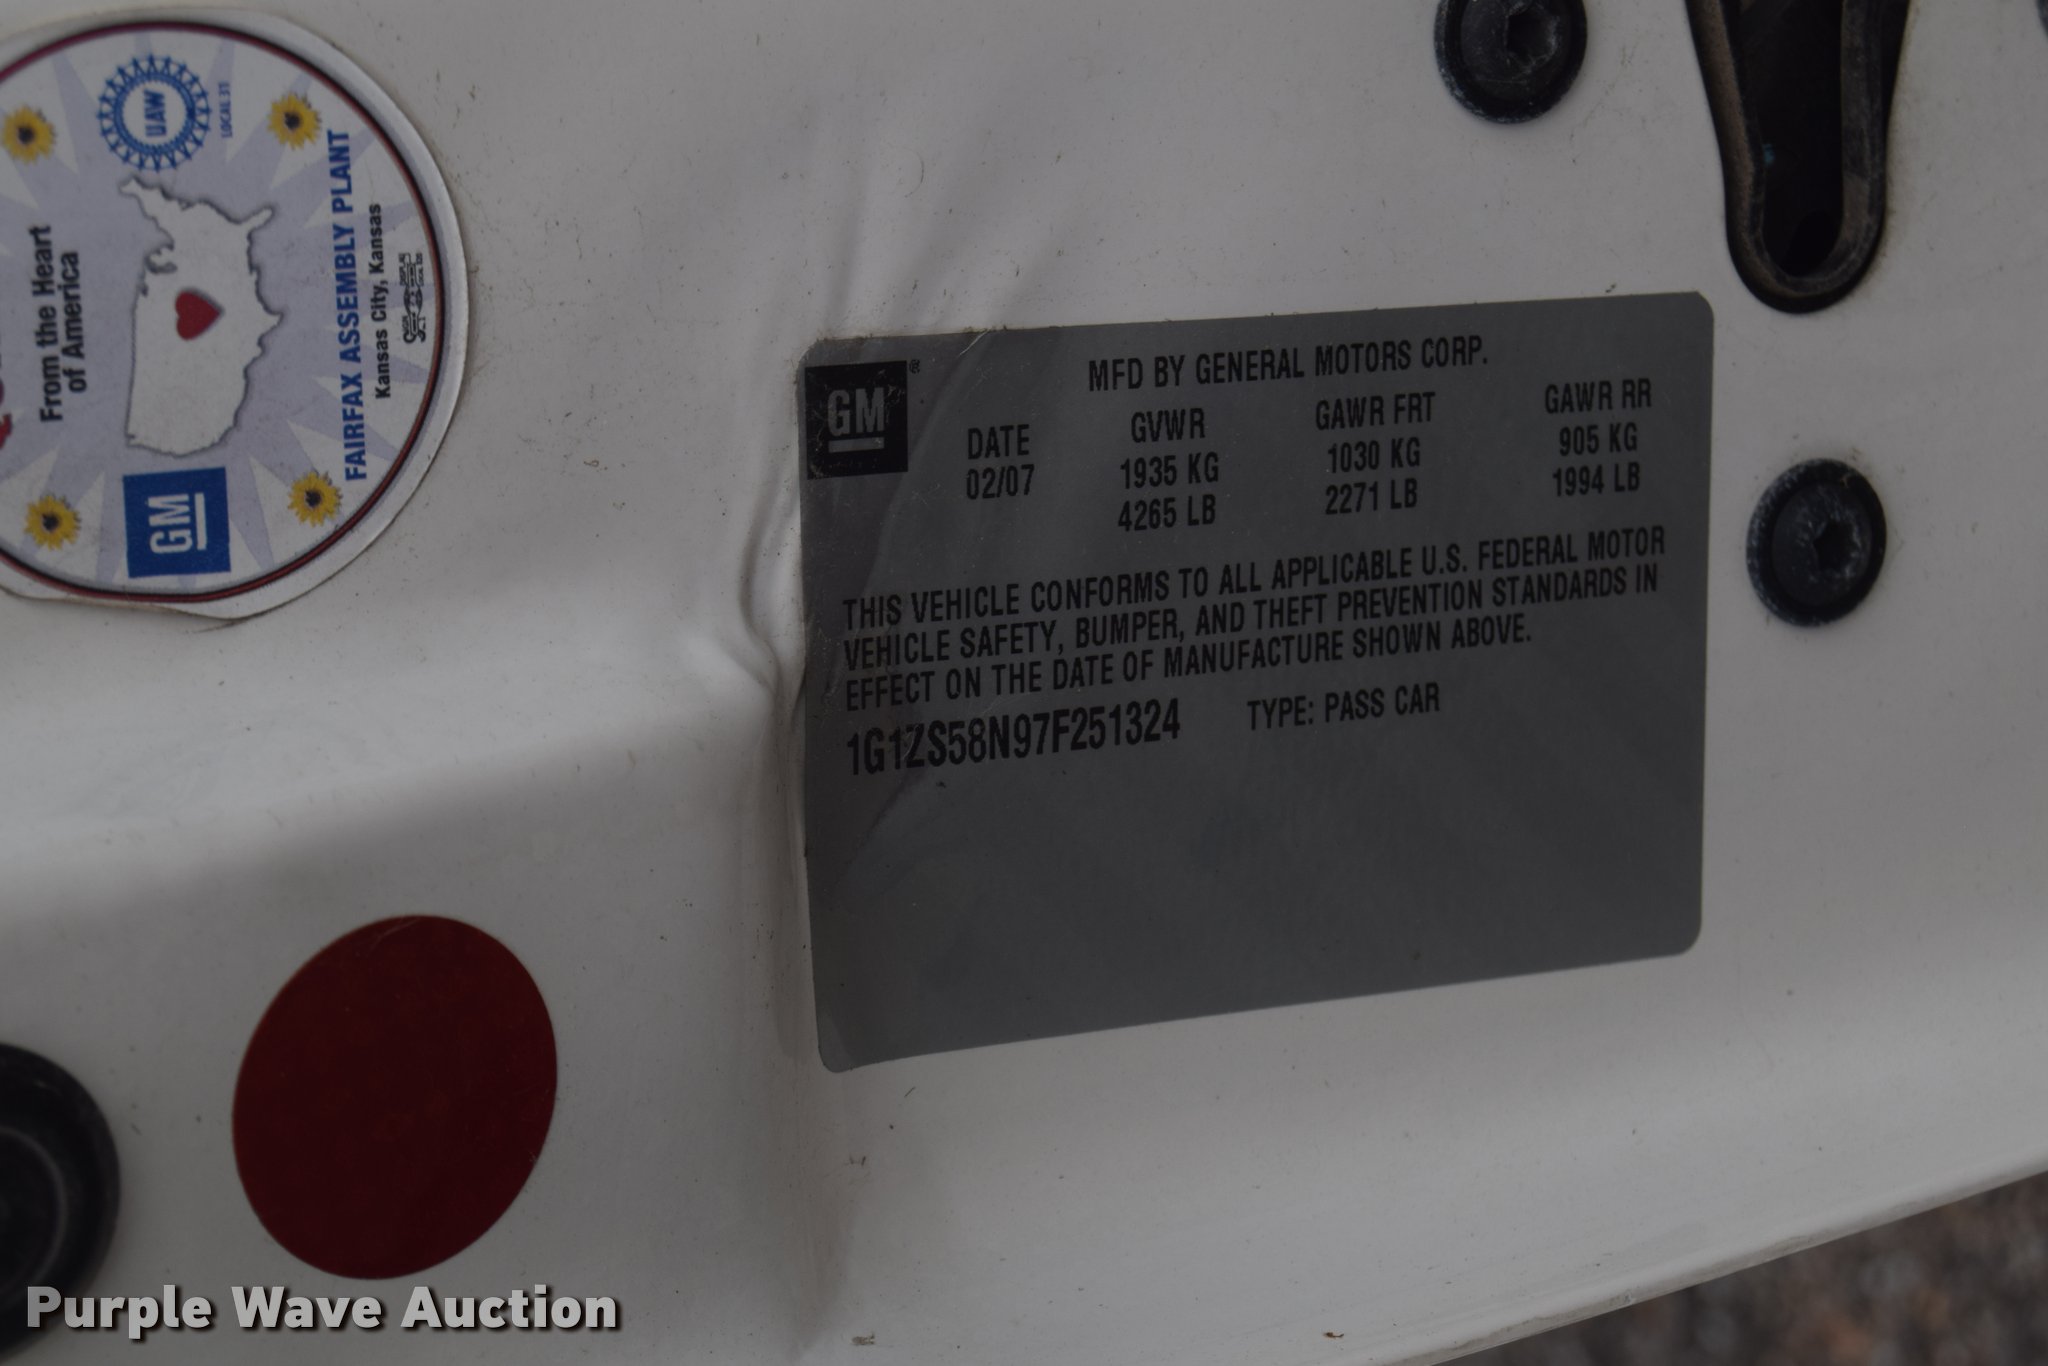 UAW
LOCAL 31
From the Heart
of America
FAIRFAX ASSEMBLY PLANT
Kansas City, Kansas
GM
GM®
MFD BY GENERAL MOTORS CORP.
DATE GVWR GAWR FRT GAWR RR
02/07 1935 KG 1030 KG 905 KG
4265 LB 2271 LB 1994 LB
THIS VEHICLE CONFORMS TO ALL APPLICABLE U.S. FEDERAL MOTOR
VEHICLE SAFETY, BUMPER, AND THEFT PREVENTION STANDARDS IN
EFFECT ON THE DATE OF MANUFACTURE SHOWN ABOVE.
1G1ZS58N97F251324 TYPE: PASS CAR
Purple Wave Auction